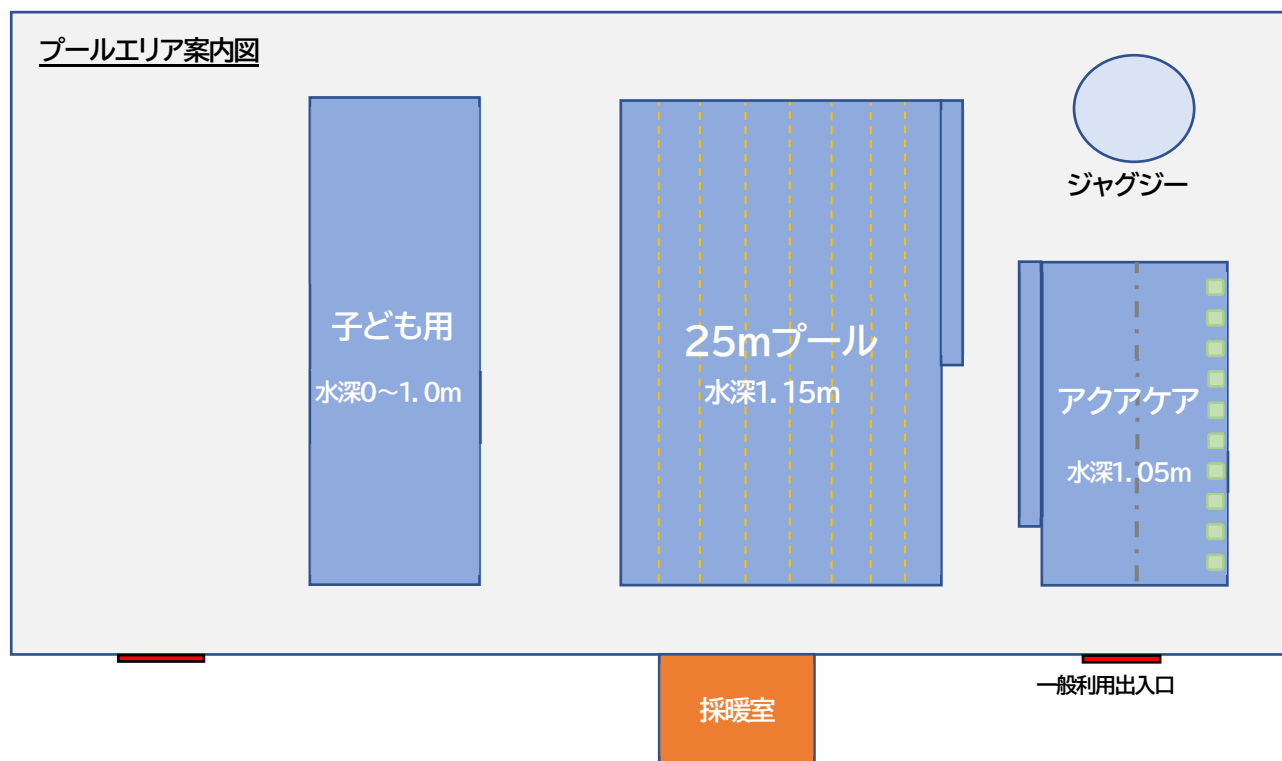 プールエリア案内図
ジャグジー
子ども用
水深0～1.0m
25mプール
水深1.15m
アクアケア
水深1.05m
一般利用出入口
採暖室